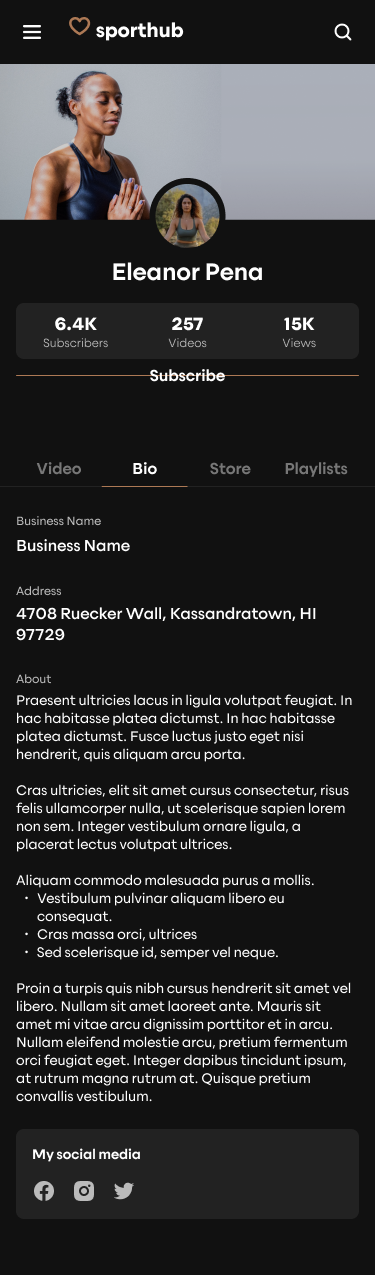 sporthub
Eleanor Pena
6.4K 257 15K
Subscribers Videos Views
Subscribe
Video Bio Store Playlists
Business Name
Business Name
Address
4708 Ruecker Wall, Kassandratown, HI
97729
About
Praesent ultricies lacus in ligula volutpat feugiat. In
hac habitasse platea dictumst. In hac habitasse
platea dictumst. Fusce luctus justo eget nisi
hendrerit, quis aliquam arcu porta.
Cras ultricies, elit sit amet cursus consectetur, risus
felis ullamcorper nulla, ut scelerisque sapien lorem
non sem. Integer vestibulum ornare ligula, a
placerat lectus volutpat ultrices.
Aliquam commodo malesuada purus a mollis.
• Vestibulum pulvinar aliquam libero eu
consequat.
• Cras massa orci, ultrices
• Sed scelerisque id, semper vel neque.
Proin a turpis quis nibh cursus hendrerit sit amet vel
libero. Nullam sit amet laoreet ante. Mauris sit
amet mi vitae arcu dignissim porttitor et in arcu.
Nullam eleifend molestie arcu, pretium fermentum
orci feugiat eget. Integer dapibus tincidunt ipsum,
at rutrum magna rutrum at. Quisque pretium
convallis vestibulum.
My social media